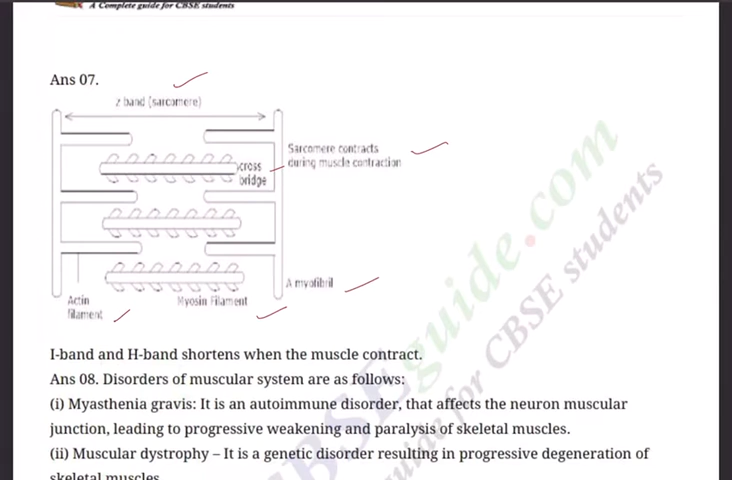 A Complete guide for CBSE students
Ans 07.
z band (sarcomere)
Sarcomere contracts
during muscle contraction
cross
bridge
A myofibril
Actin
filament
Myosin Filament
I-band and H-band shortens when the muscle contract.
Ans 08. Disorders of muscular system are as follows:
(i) Myasthenia gravis: It is an autoimmune disorder, that affects the neuron muscular
junction, leading to progressive weakening and paralysis of skeletal muscles.
(ii) Muscular dystrophy – It is a genetic disorder resulting in progressive degeneration of
skeletal muscles
CBSEguide.com
guide for CBSE students